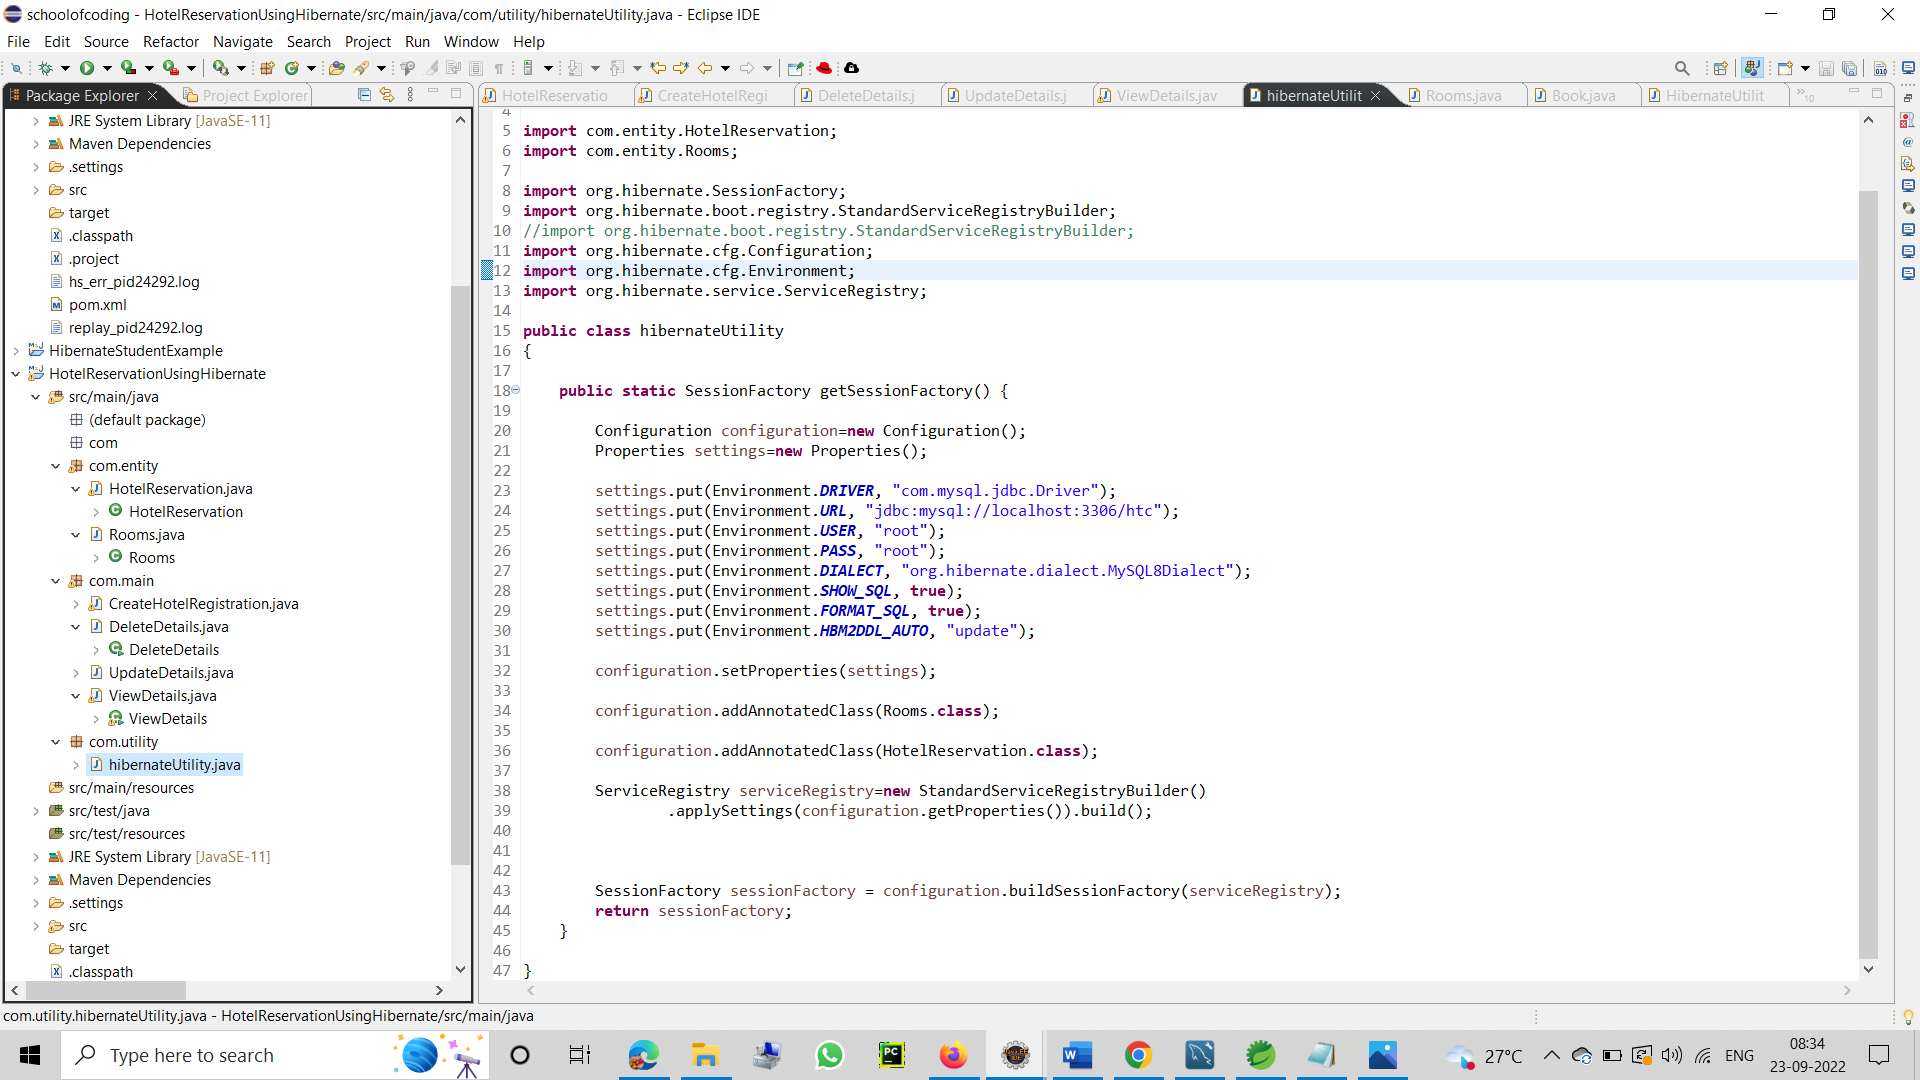 schoolofcoding - HotelReservationUsingHibernate/src/main/java/com/utility/hibernateUtility.java - Eclipse IDE
File Edit Source Refactor Navigate Search Project Run Window Help
Package Explorer Project Explorer
HotelReservatio CreateHotelRegi DeleteDetails.j UpdateDetails.j ViewDetails.jav hibernateUtilit Rooms.java Book.java HibernateUtilit »10
JRE System Library [JavaSE-11]
Maven Dependencies
.settings
src
target
.classpath
.project
hs_err_pid24292.log
pom.xml
replay_pid24292.log
HibernateStudentExample
HotelReservationUsingHibernate
src/main/java
(default package)
com
com.entity
HotelReservation.java
HotelReservation
Rooms.java
Rooms
com.main
CreateHotelRegistration.java
DeleteDetails.java
DeleteDetails
UpdateDetails.java
ViewDetails.java
ViewDetails
com.utility
hibernateUtility.java
src/main/resources
src/test/java
src/test/resources
JRE System Library [JavaSE-11]
Maven Dependencies
.settings
src
target
.classpath
4
5 import com.entity.HotelReservation;
6 import com.entity.Rooms;
7
8 import org.hibernate.SessionFactory;
9 import org.hibernate.boot.registry.StandardServiceRegistryBuilder;
10 //import org.hibernate.boot.registry.StandardServiceRegistryBuilder;
11 import org.hibernate.cfg.Configuration;
12 import org.hibernate.cfg.Environment;
13 import org.hibernate.service.ServiceRegistry;
14
15 public class hibernateUtility
16 {
17
18 public static SessionFactory getSessionFactory() {
19
20 Configuration configuration=new Configuration();
21 Properties settings=new Properties();
22
23 settings.put(Environment.DRIVER, "com.mysql.jdbc.Driver");
24 settings.put(Environment.URL, "jdbc:mysql://localhost:3306/htc");
25 settings.put(Environment.USER, "root");
26 settings.put(Environment.PASS, "root");
27 settings.put(Environment.DIALECT, "org.hibernate.dialect.MySQL8Dialect");
28 settings.put(Environment.SHOW_SQL, true);
29 settings.put(Environment.FORMAT_SQL, true);
30 settings.put(Environment.HBM2DDL_AUTO, "update");
31
32 configuration.setProperties(settings);
33
34 configuration.addAnnotatedClass(Rooms.class);
35
36 configuration.addAnnotatedClass(HotelReservation.class);
37
38 ServiceRegistry serviceRegistry=new StandardServiceRegistryBuilder()
39 .applySettings(configuration.getProperties()).build();
40
41
42
43 SessionFactory sessionFactory = configuration.buildSessionFactory(serviceRegistry);
44 return sessionFactory;
45 }
46
47 }
com.utility.hibernateUtility.java - HotelReservationUsingHibernate/src/main/java
Type here to search
27°C
ENG
08:34
23-09-2022